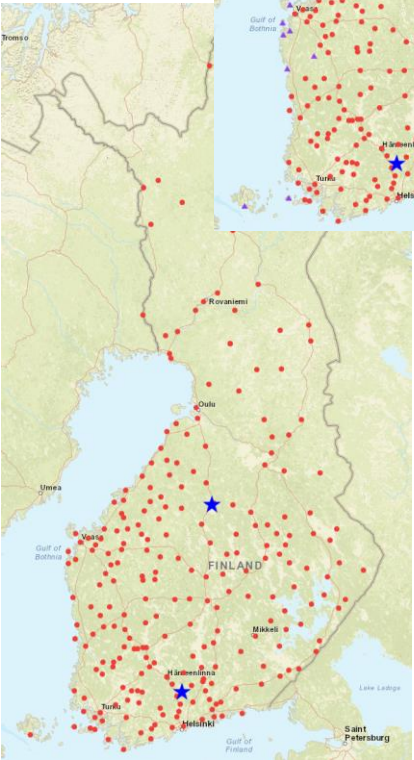 Tromso
Gulf of
Bothnia
Vaasa
Turku
Rovaniemi
Oulu
Umea
Vaasa
Gulf of
Bothnia
FINLAND
Mikkeli
Hämeenlinna
Turku
Helsinki
Lake Ladoga
Gulf of
Finland
Saint
Petersburg